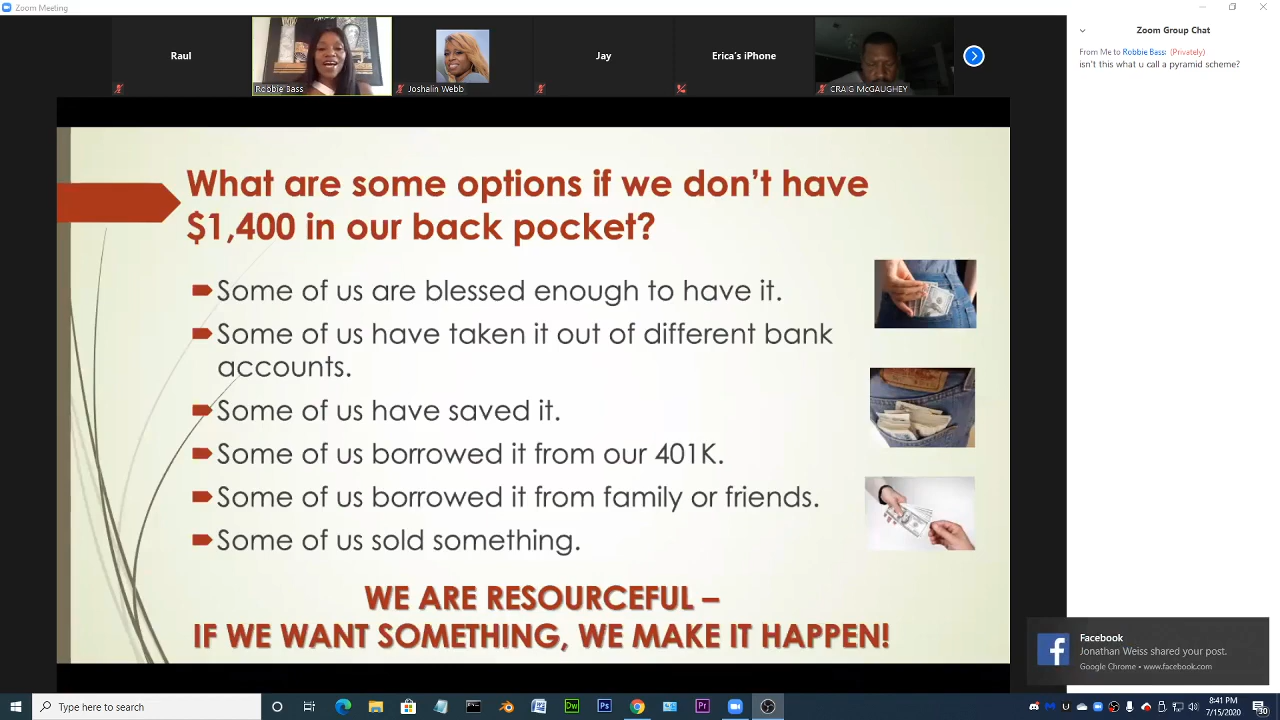 Zoom Meeting
Raul
Robbie Bass
Joshalin Webb
Jay
Erica's iPhone
CRAIG McGAUGHEY
Zoom Group Chat
From Me to Robbie Bass: (Privately)
isn't this what u call a pyramid scheme?
What are some options if we don't have
$1,400 in our back pocket?
Some of us are blessed enough to have it.
Some of us have taken it out of different bank
accounts.
Some of us have saved it.
Some of us borrowed it from our 401K.
Some of us borrowed it from family or friends.
Some of us sold something.
WE ARE RESOURCEFUL –
IF WE WANT SOMETHING, WE MAKE IT HAPPEN!
Facebook
Jonathan Weiss shared your post.
Google Chrome • www.facebook.com
Type here to search
Dw
Ps
Pr
8:41 PM
7/15/2020